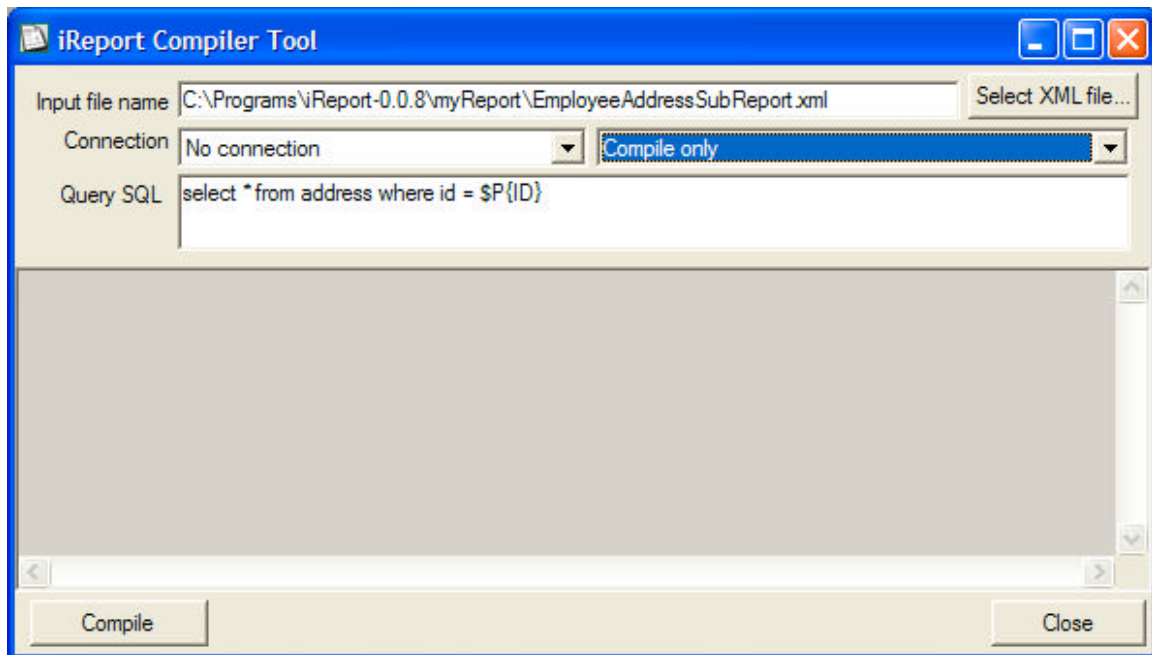 iReport Compiler Tool
Input file name C:\Programs\iReport-0.0.8\myReport\EmployeeAddressSubReport.xml Select XML file...
Connection No connection Compile only
Query SQL select * from address where id = $P{ID}
Compile Close